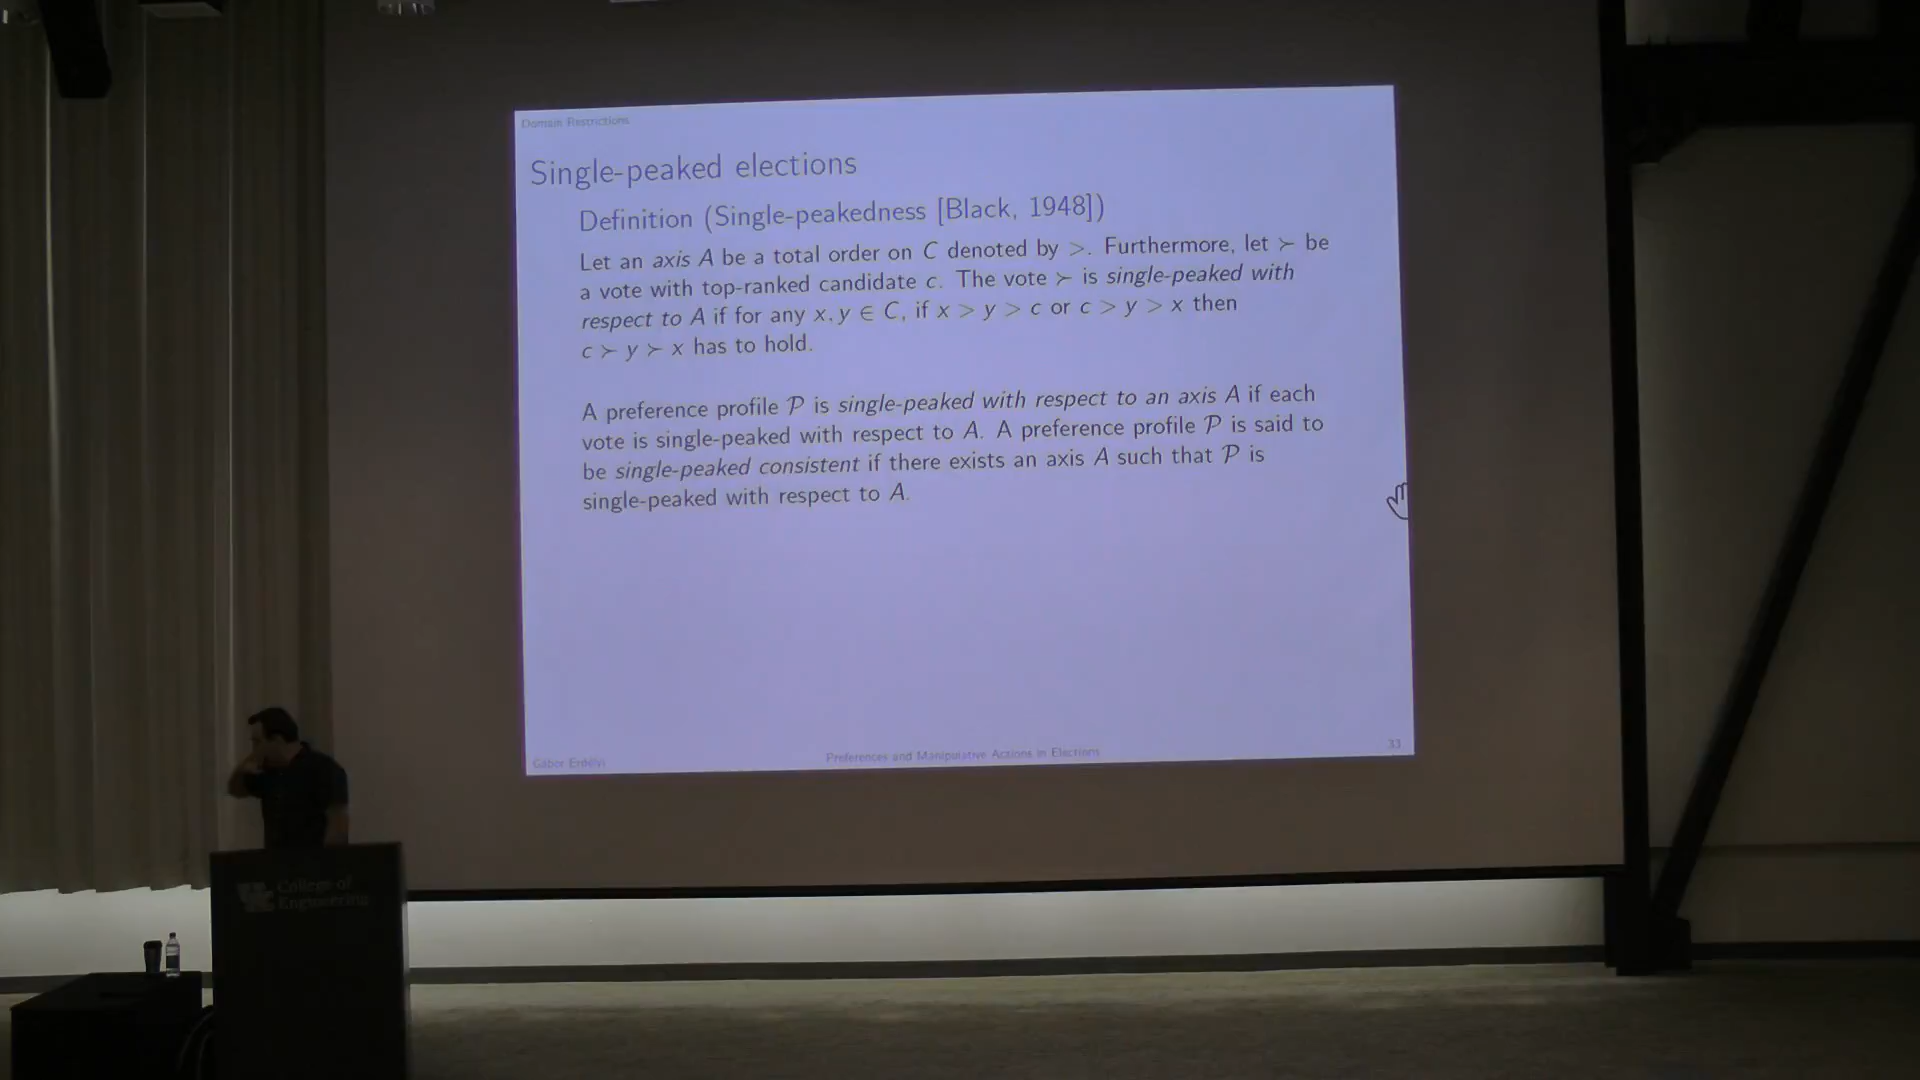 Domain Restrictions
Single-peaked elections
Definition (Single-peakedness [Black, 1948])
Let an axis A be a total order on C denoted by >. Furthermore, let ≻ be
a vote with top-ranked candidate c. The vote ≻ is single-peaked with
respect to A if for any x, y ∈ C, if x > y > c or c > y > x then
c ≻ y ≻ x has to hold.
A preference profile P is single-peaked with respect to an axis A if each
vote is single-peaked with respect to A. A preference profile P is said to
be single-peaked consistent if there exists an axis A such that P is
single-peaked with respect to A.
Gábor Erdélyi
Preferences and Manipulative Actions in Elections
33
College of
Engineering